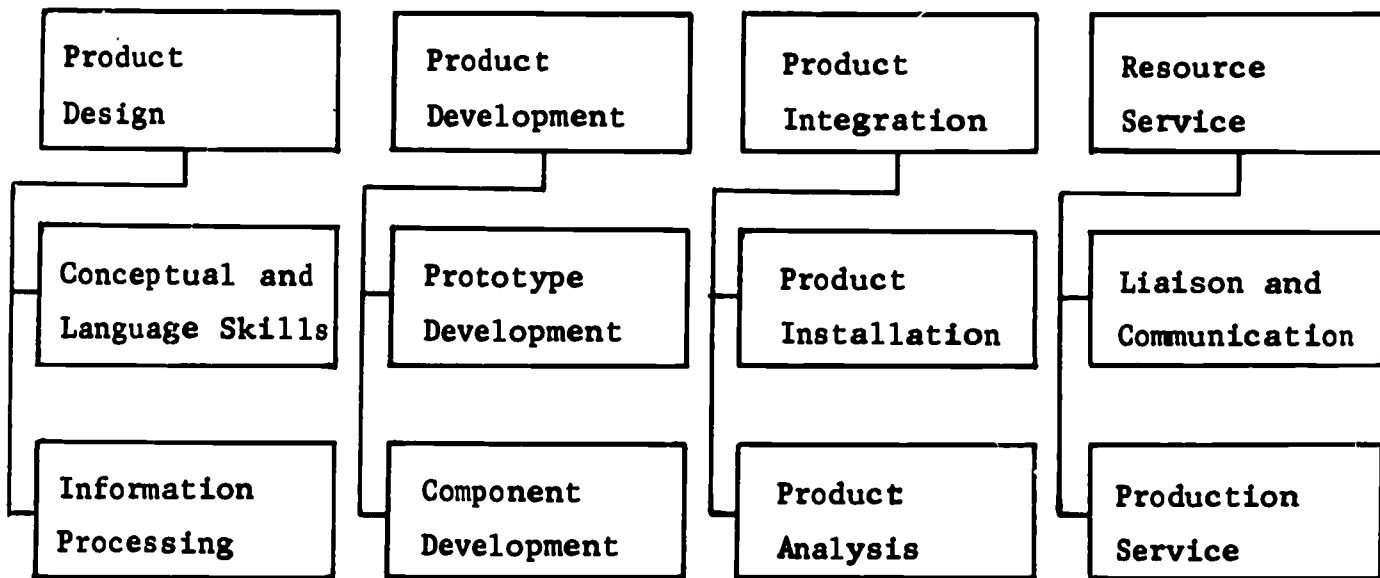 Product
Design
Product
Development
Product
Integration
Resource
Service
Conceptual and
Language Skills
Prototype
Development
Product
Installation
Liaison and
Communication
Information
Processing
Component
Development
Product
Analysis
Production
Service